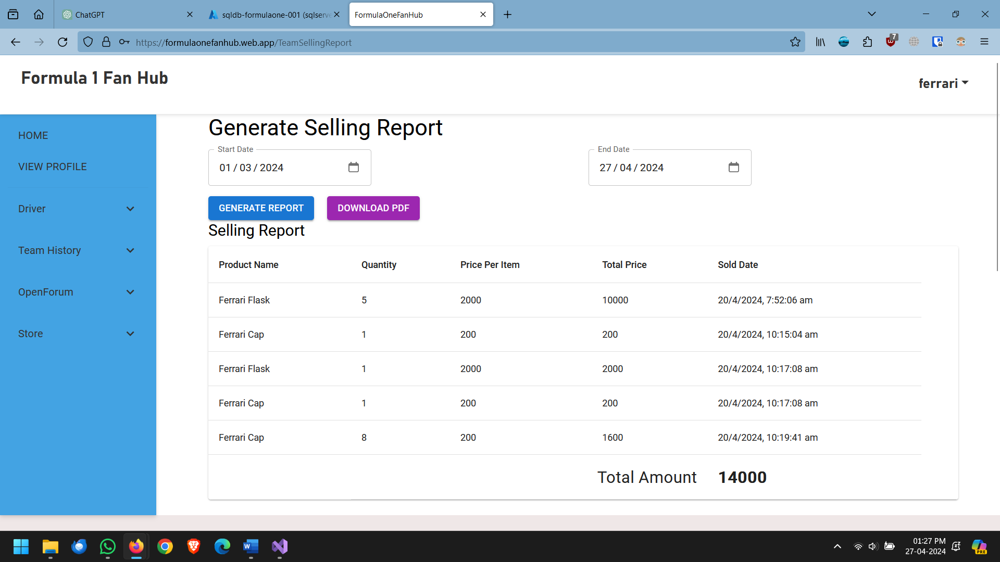 ChatGPT
sqldb-formulaone-001 (sqlserve
FormulaOneFanHub
https://formulaonefanhub.web.app/TeamSellingReport
7
Formula 1 Fan Hub
ferrari
HOME
VIEW PROFILE
Driver
Team History
OpenForum
Store
Generate Selling Report
Start Date
End Date
01 / 03 / 2024
27 / 04 / 2024
GENERATE REPORT
DOWNLOAD PDF
Selling Report
Product Name Quantity Price Per Item Total Price Sold Date
Ferrari Flask 5 2000 10000 20/4/2024, 7:52:06 am
Ferrari Cap 1 200 200 20/4/2024, 10:15:04 am
Ferrari Flask 1 2000 2000 20/4/2024, 10:17:08 am
Ferrari Cap 1 200 200 20/4/2024, 10:17:08 am
Ferrari Cap 8 200 1600 20/4/2024, 10:19:41 am
Total Amount 14000
01:27 PM
27-04-2024
PRE